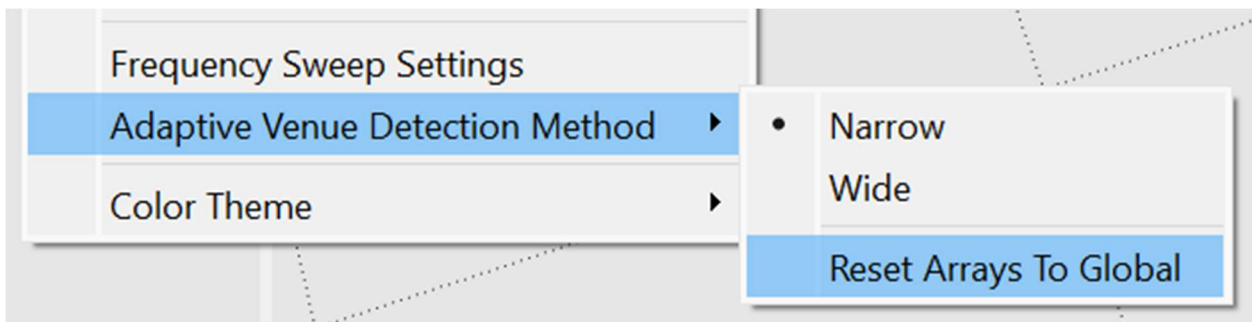 Frequency Sweep Settings
Adaptive Venue Detection Method
Narrow
Wide
Color Theme
Reset Arrays To Global